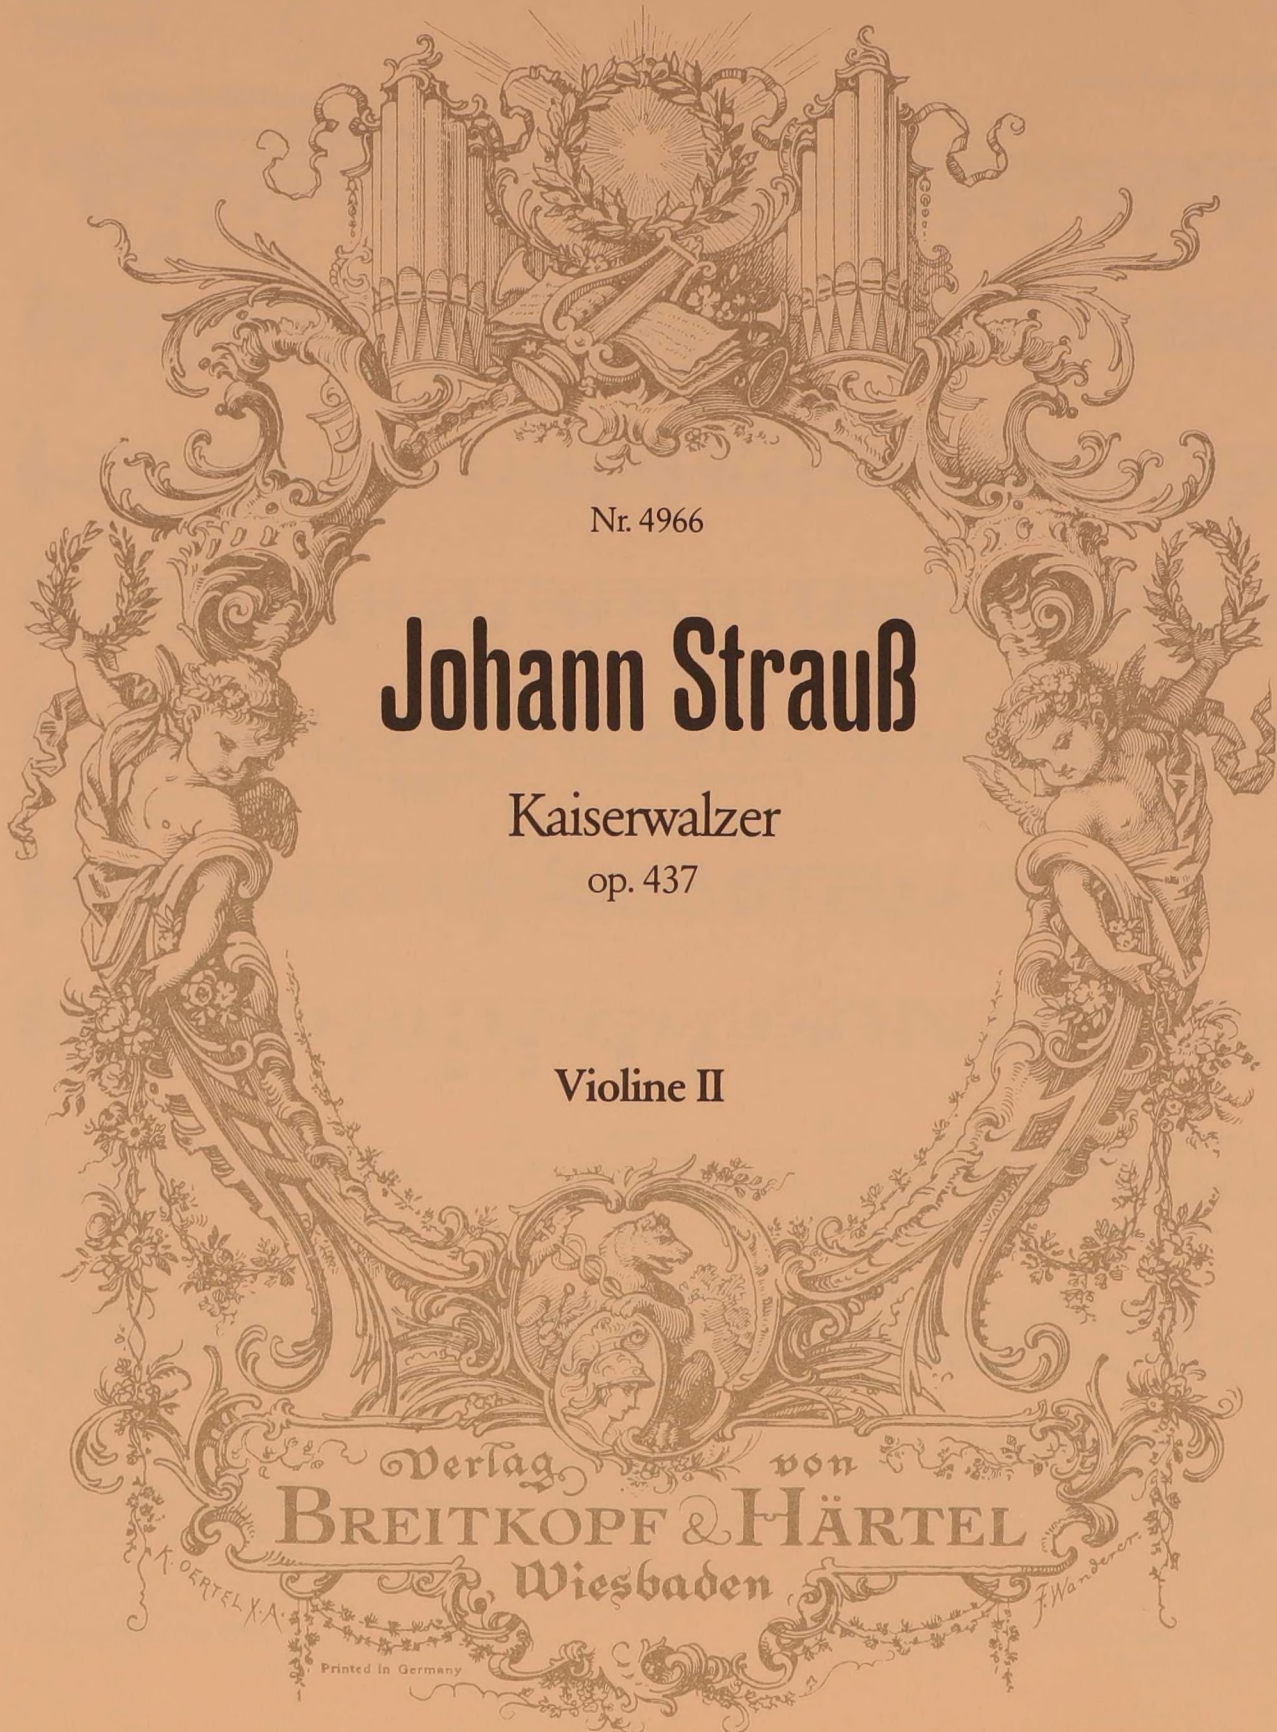 Nr. 4966
Johann Strauß
Kaiserwalzer
op. 437
Violine II
Verlag von
BREITKOPF & HÄRTEL
Wiesbaden
K. OERTEL X.A.
F. Wanderer.
Printed in Germany